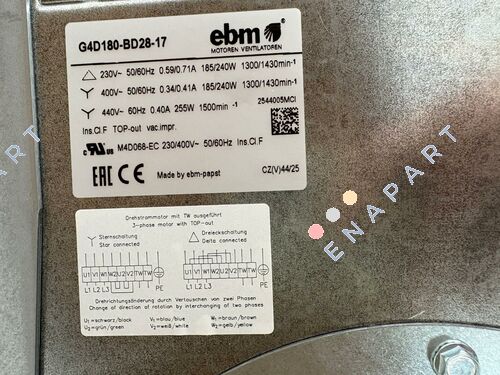 G4D180-BD28-17
ebm
MOTOREN VENTILATOREN
△ 230V~ 50/60Hz 0.59/0.71A 185/240W 1300/1430min-1
Y 400V~ 50/60Hz 0.34/0.41A 185/240W 1300/1430min-1
Y 440V~ 60Hz 0.40A 255W 1500min-1
2544005MCI
Ins.Cl.F TOP-out vac.impr.
c RU us M4D068-EC 230/400V~ 50/60Hz Ins.Cl.F
EAC CE
Made by ebm-papst
CZ(V)44/25
Drehstrommotor mit TW ausgeführt
3-phase motor with TOP-out
Sternschaltung
Star connected
Dreieckschaltung
Delta connected
U1 V1 W1 W2 U2 V2 TW TW
L1 L2 L3
PE
U1 V1 W1 W2 U2 V2 TW TW
L1 L2 L3
PE
Drehrichtungsänderung durch Vertauschen von zwei Phasen
Change of direction of rotation by interchanging of two phases
U1=schwarz/black V1=blau/blue W1=braun/brown
U2=grün/green V2=weiß/white W2=gelb/yellow
ENAPART
ENAPART
ENAPART